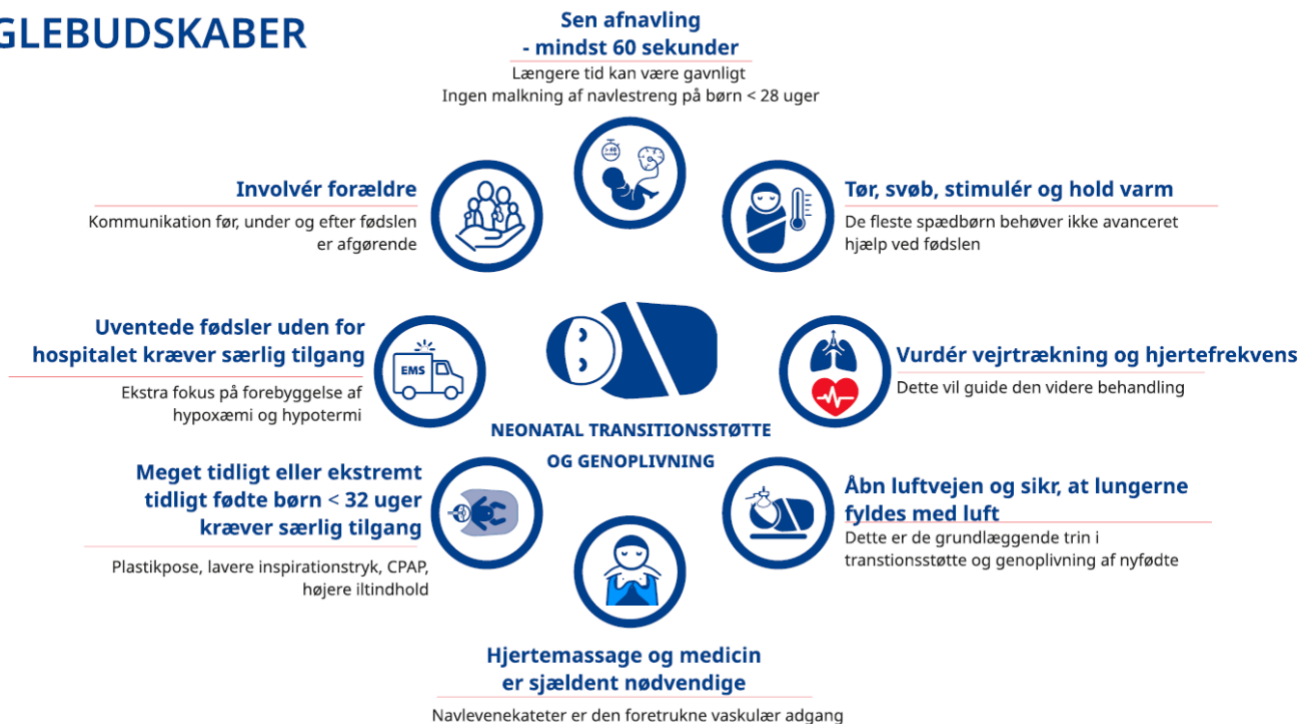 GLEBUDSKABER
Sen afnavling
- mindst 60 sekunder
Længere tid kan være gavnligt
Ingen malkning af navlestreng på børn < 28 uger
Involvér forældre
Kommunikation før, under og efter fødslen
er afgørende
Tør, svøb, stimulér og hold varm
De fleste spædbørn behøver ikke avanceret
hjælp ved fødslen
Uventede fødsler uden for
hospitalet kræver særlig tilgang
Ekstra fokus på forebyggelse af
hypoxæmi og hypotermi
EMS
Vurdér vejrtrækning og hjertefrekvens
Dette vil guide den videre behandling
NEONATAL TRANSITIONSSTØTTE
OG GENOPLIVNING
Meget tidligt eller ekstremt
tidligt fødte børn < 32 uger
kræver særlig tilgang
Plastikpose, lavere inspirationstryk, CPAP,
højere iltindhold
Åbn luftvejen og sikr, at lungerne
fyldes med luft
Dette er de grundlæggende trin i
transtionsstøtte og genoplivning af nyfødte
Hjertemassage og medicin
er sjældent nødvendige
Navlevenekateter er den foretrukne vaskulær adgang